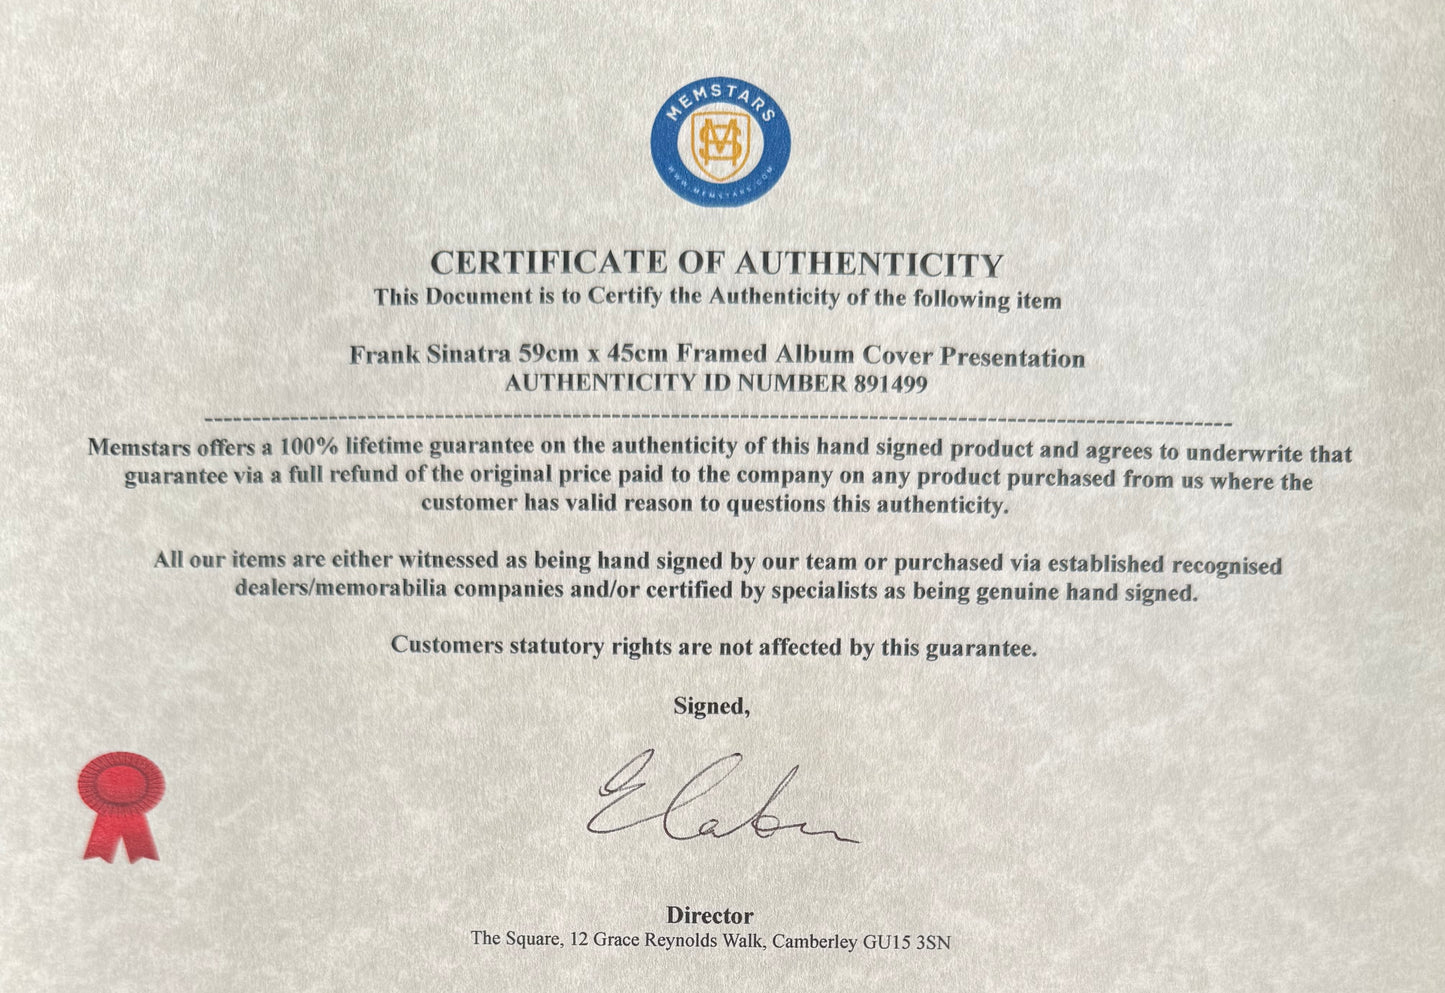 MEMSTARS
MS
WWW.MEMSTARS.COM
CERTIFICATE OF AUTHENTICITY
This Document is to Certify the Authenticity of the following item
Frank Sinatra 59cm x 45cm Framed Album Cover Presentation
AUTHENTICITY ID NUMBER 891499
Memstars offers a 100% lifetime guarantee on the authenticity of this hand signed product and agrees to underwrite that
guarantee via a full refund of the original price paid to the company on any product purchased from us where the
customer has valid reason to questions this authenticity.
All our items are either witnessed as being hand signed by our team or purchased via established recognised
dealers/memorabilia companies and/or certified by specialists as being genuine hand signed.
Customers statutory rights are not affected by this guarantee.
Signed,
Director
The Square, 12 Grace Reynolds Walk, Camberley GU15 3SN